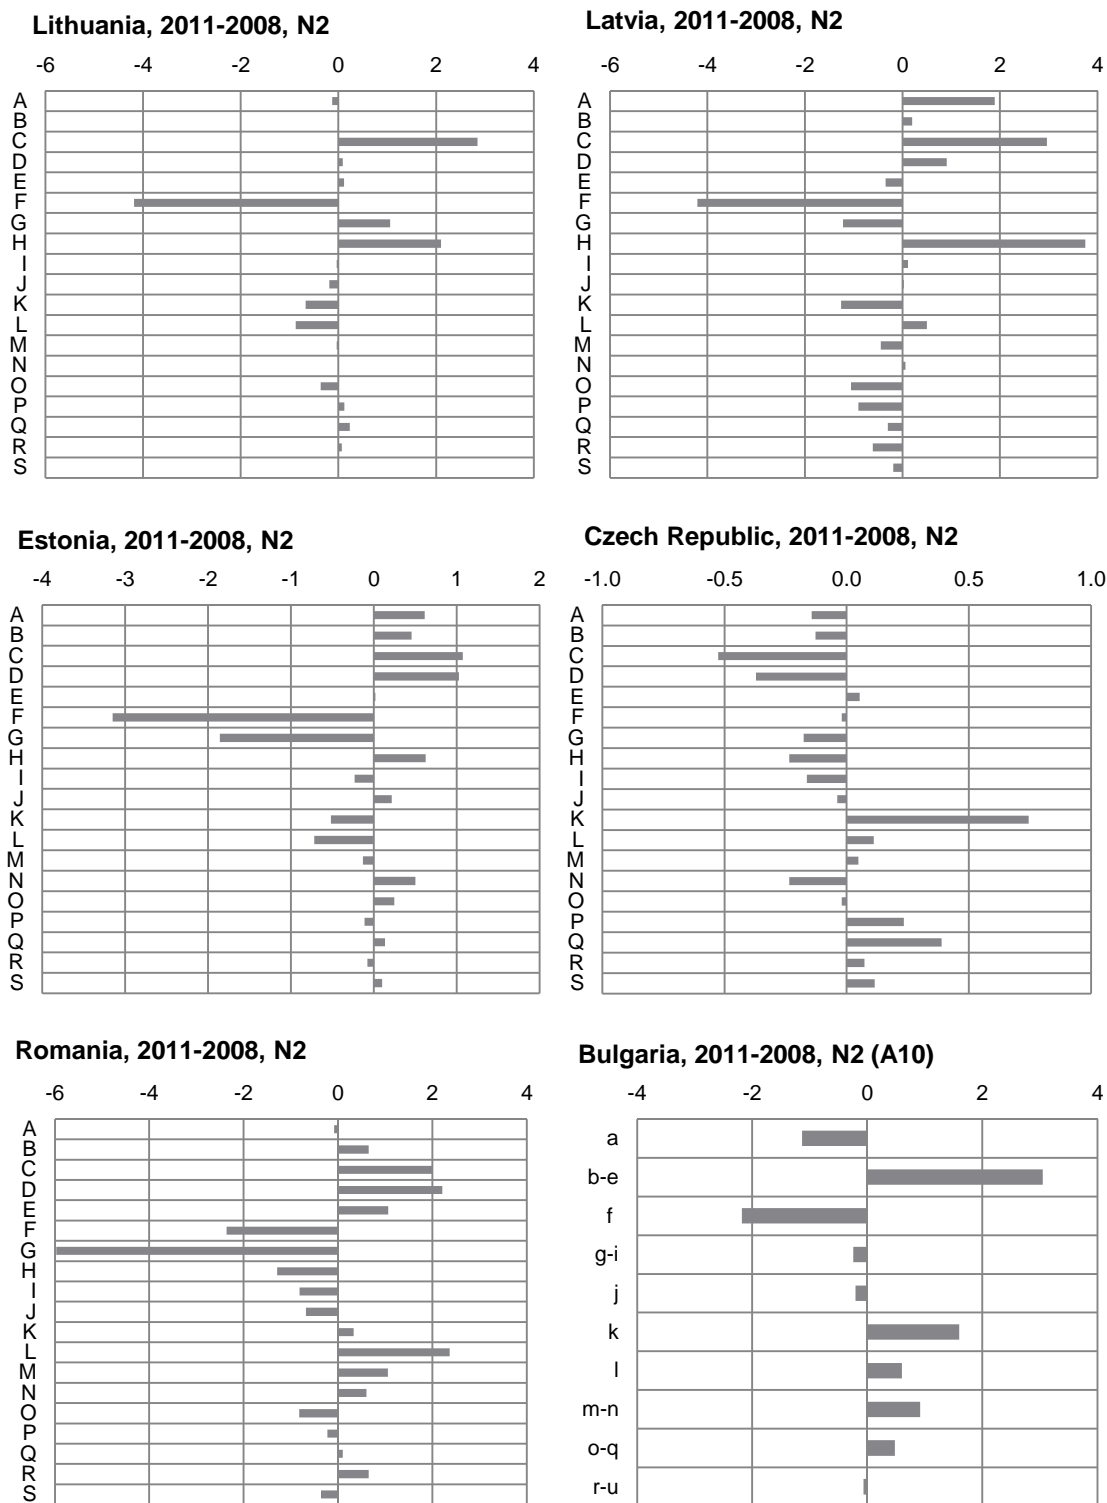 Lithuania, 2011-2008, N2
-6 -4 -2 0 2 4
A
B
C
D
E
F
G
H
I
J
K
L
M
N
O
P
Q
R
S
Latvia, 2011-2008, N2
-6 -4 -2 0 2 4
A
B
C
D
E
F
G
H
I
J
K
L
M
N
O
P
Q
R
S
Estonia, 2011-2008, N2
-4 -3 -2 -1 0 1 2
A
B
C
D
E
F
G
H
I
J
K
L
M
N
O
P
Q
R
S
Czech Republic, 2011-2008, N2
-1.0 -0.5 0.0 0.5 1.0
A
B
C
D
E
F
G
H
I
J
K
L
M
N
O
P
Q
R
S
Romania, 2011-2008, N2
-6 -4 -2 0 2 4
A
B
C
D
E
F
G
H
I
J
K
L
M
N
O
P
Q
R
S
Bulgaria, 2011-2008, N2 (A10)
-4 -2 0 2 4
a
b-e
f
g-i
j
k
l
m-n
o-q
r-u